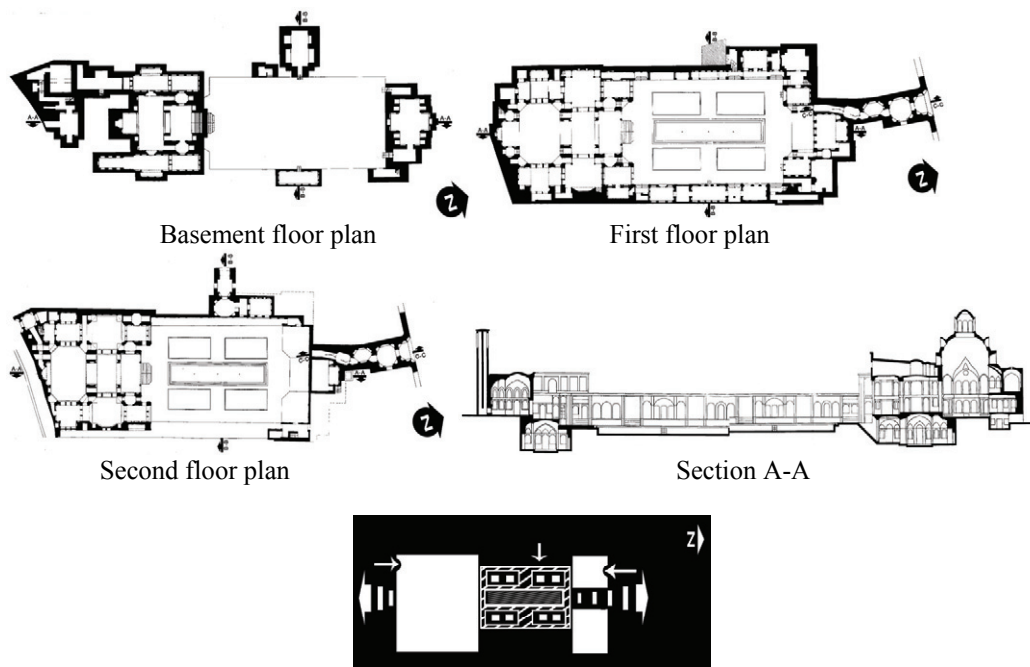 A-A
A-A
Z
Basement floor plan
A-A
C-C
C-C
A-A
Z
First floor plan
A-A
C-C
C-C
A-A
Z
Second floor plan
Section A-A
Z